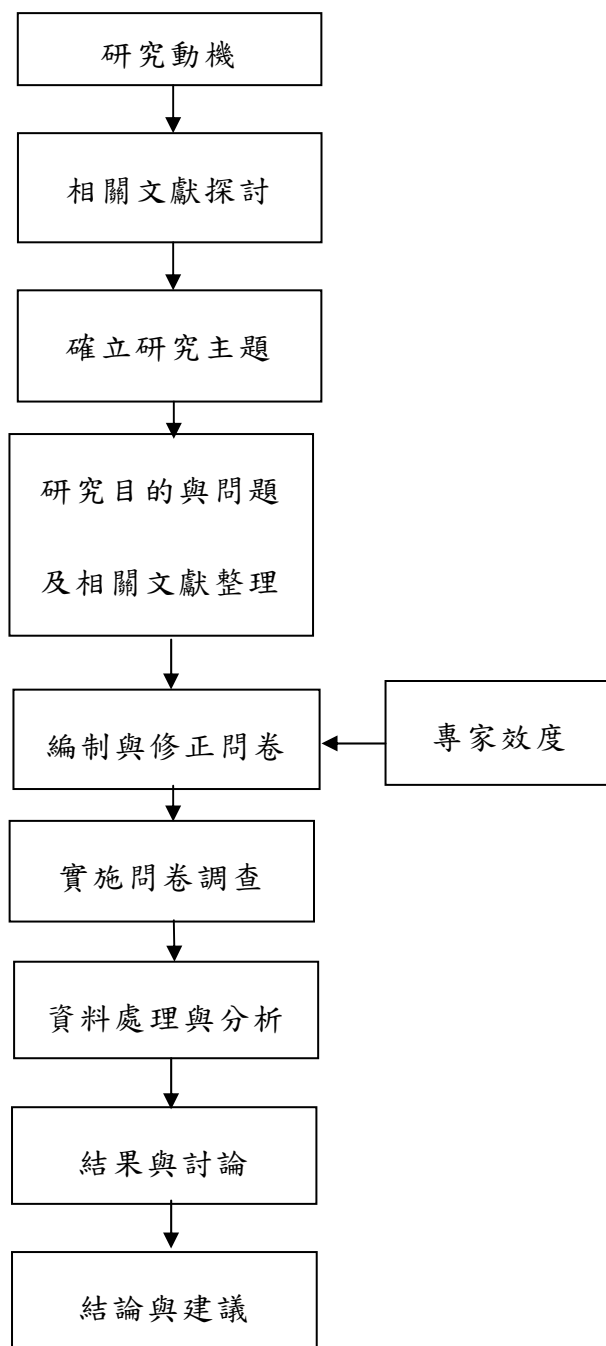 研究動機
相關文獻探討
確立研究主題
研究目的與問題
及相關文獻整理
編制與修正問卷
專家效度
實施問卷調查
資料處理與分析
結果與討論
結論與建議